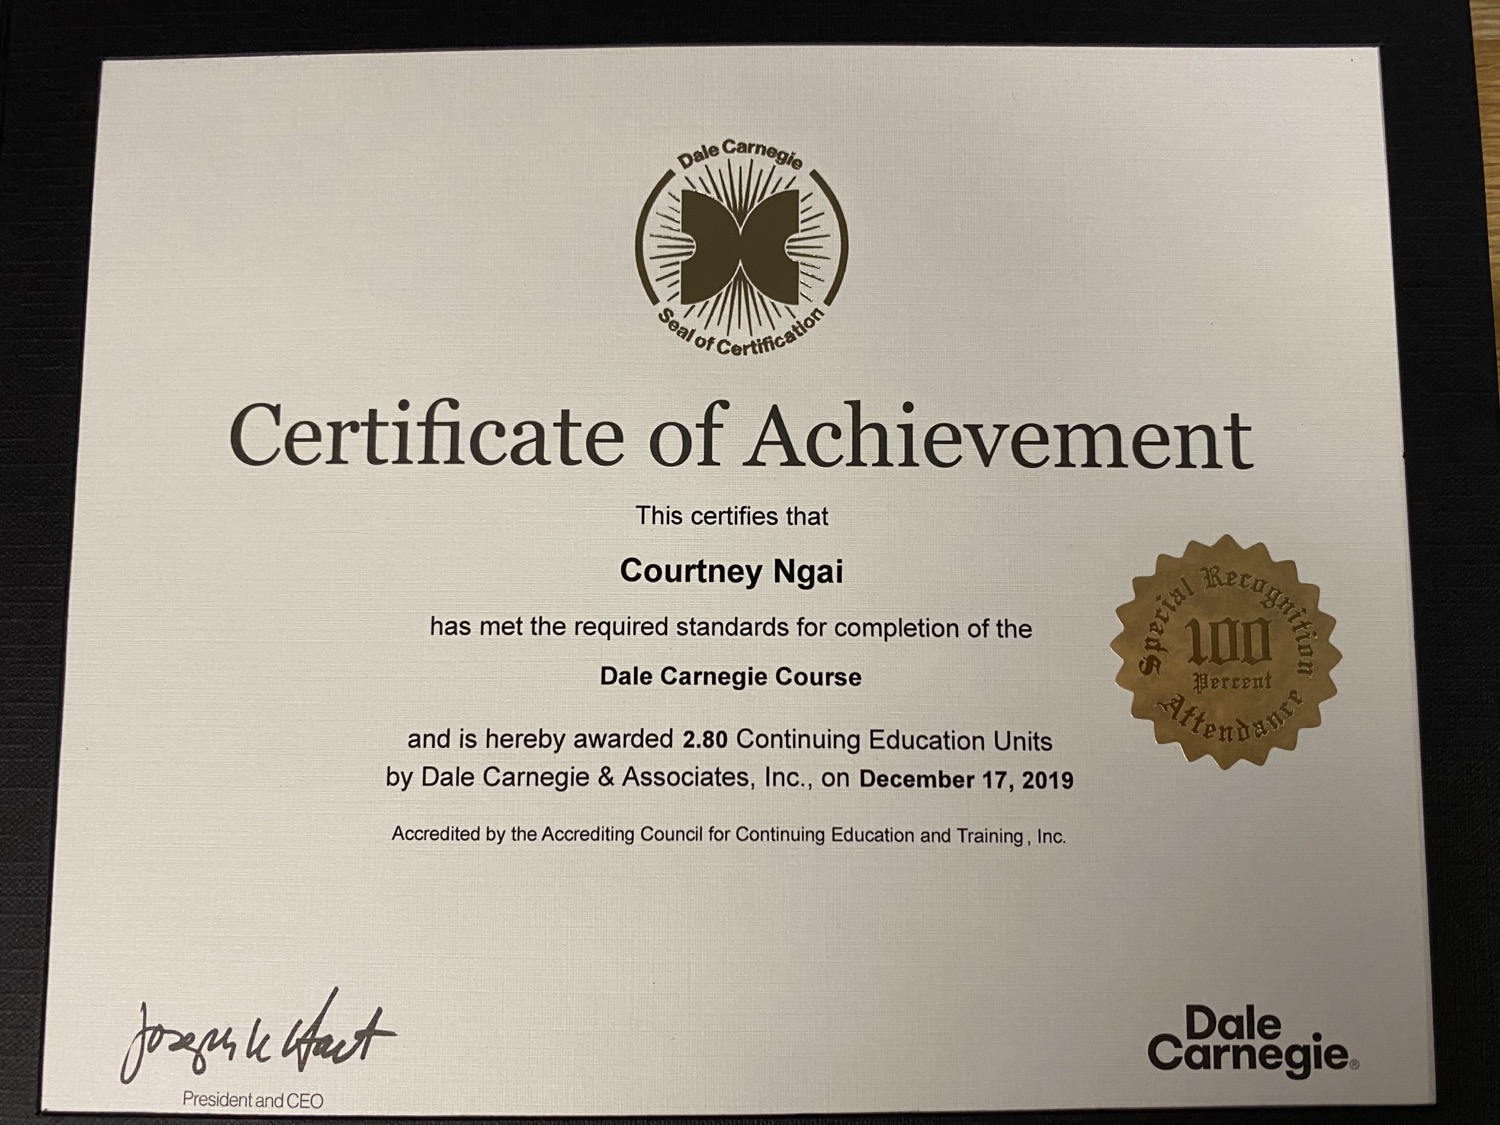 Dale Carnegie
Seal of Certification
Certificate of Achievement
This certifies that
Courtney Ngai
has met the required standards for completion of the
Dale Carnegie Course
and is hereby awarded 2.80 Continuing Education Units
by Dale Carnegie & Associates, Inc., on December 17, 2019
Accredited by the Accrediting Council for Continuing Education and Training, Inc.
Special Recognition
100
Percent
Attendance
Joseph K Hart
President and CEO
Dale
Carnegie®